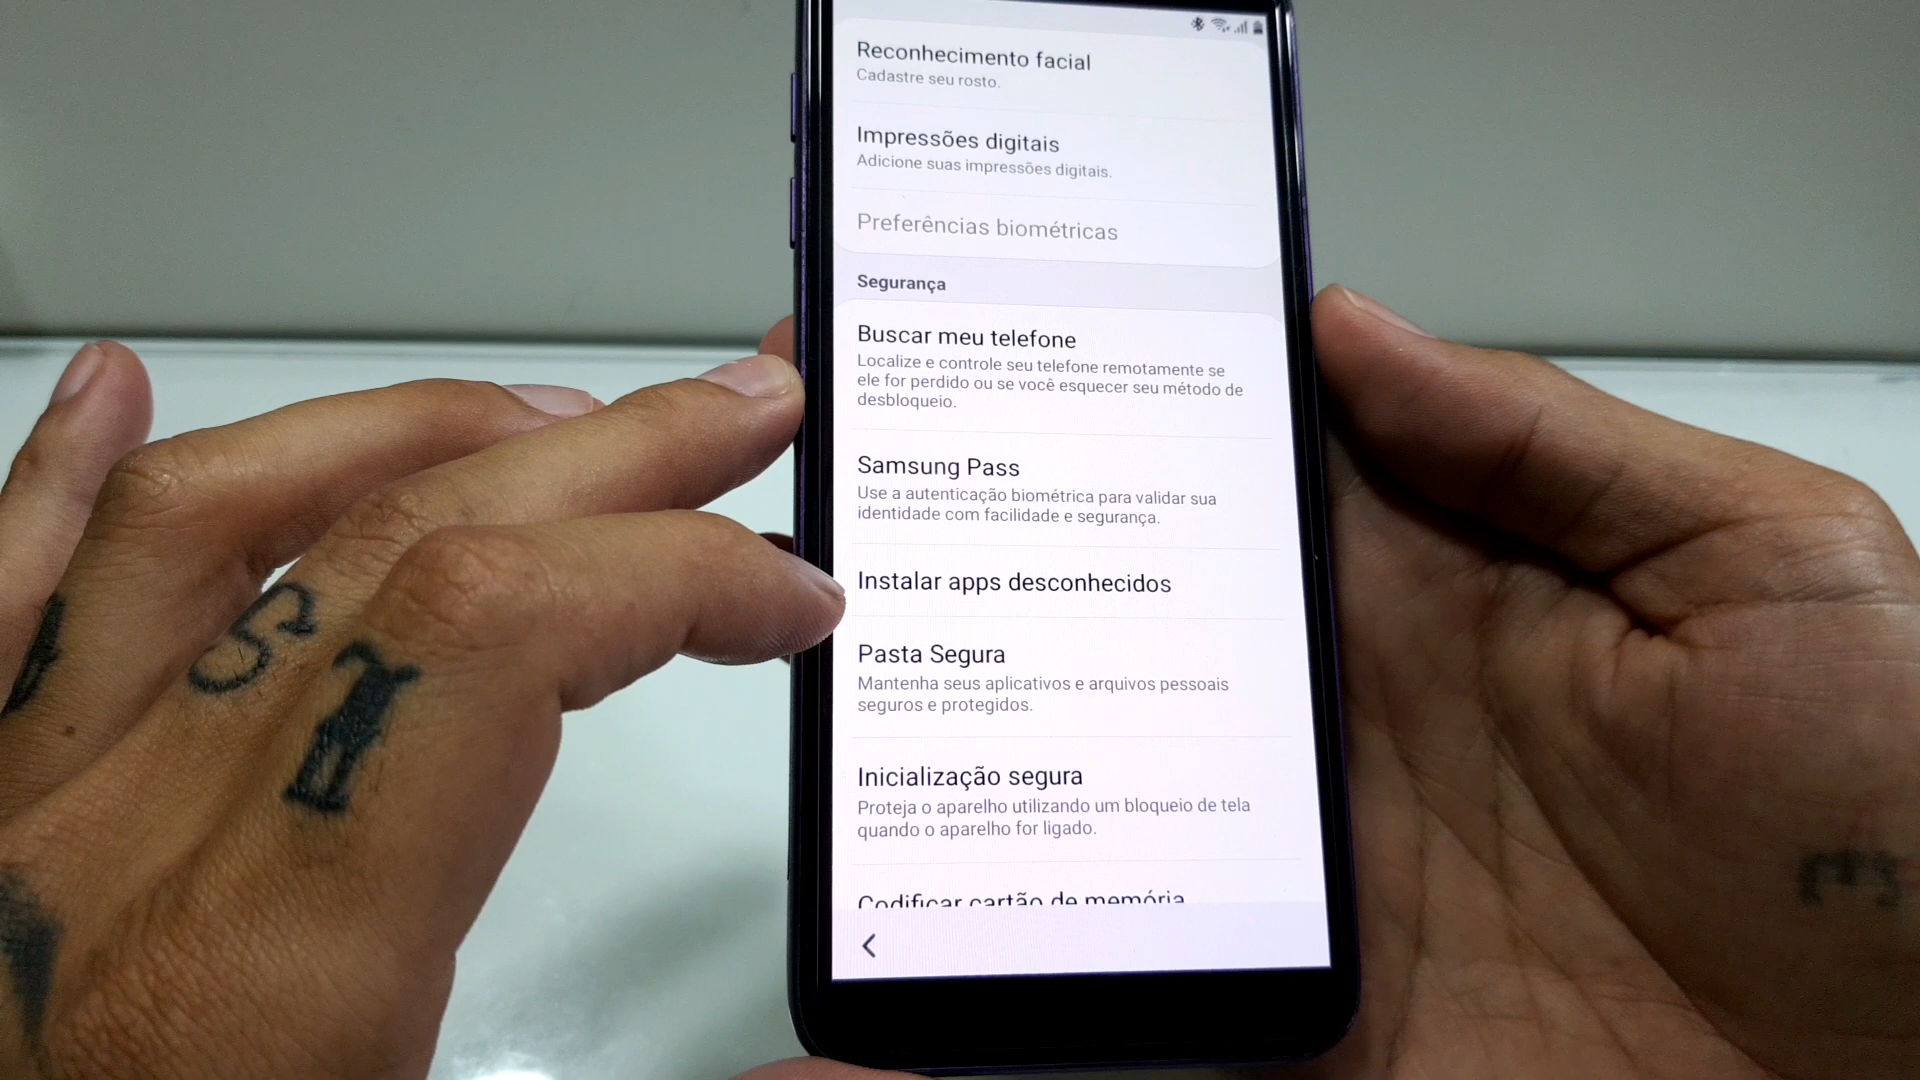 Reconhecimento facial
Cadastre seu rosto.
Impressões digitais
Adicione suas impressões digitais.
Preferências biométricas
Segurança
Buscar meu telefone
Localize e controle seu telefone remotamente se
ele for perdido ou se você esquecer seu método de
desbloqueio.
Samsung Pass
Use a autenticação biométrica para validar sua
identidade com facilidade e segurança.
Instalar apps desconhecidos
Pasta Segura
Mantenha seus aplicativos e arquivos pessoais
seguros e protegidos.
Inicialização segura
Proteja o aparelho utilizando um bloqueio de tela
quando o aparelho for ligado.
Codificar cartão de memória